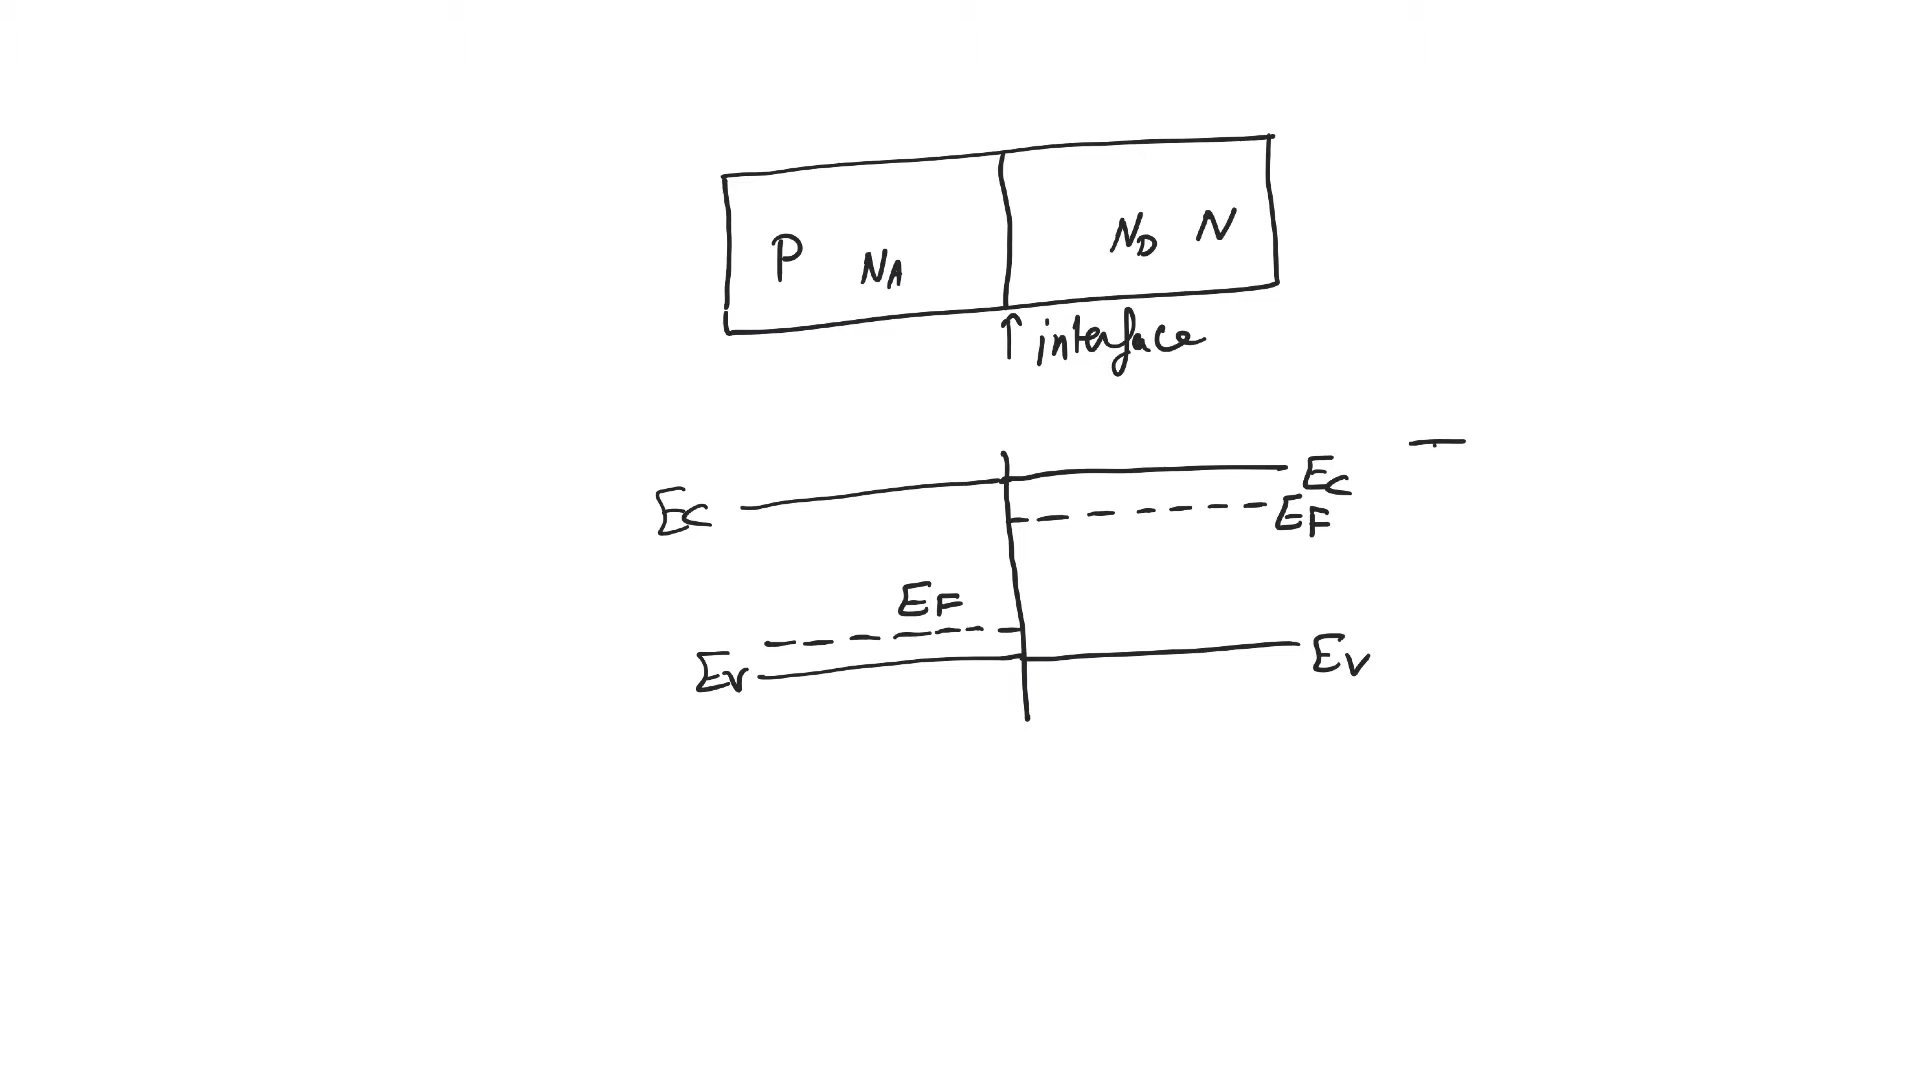 P N_A N_D N
↑ interface
E_C E_C
E_F
E_F
E_V E_V